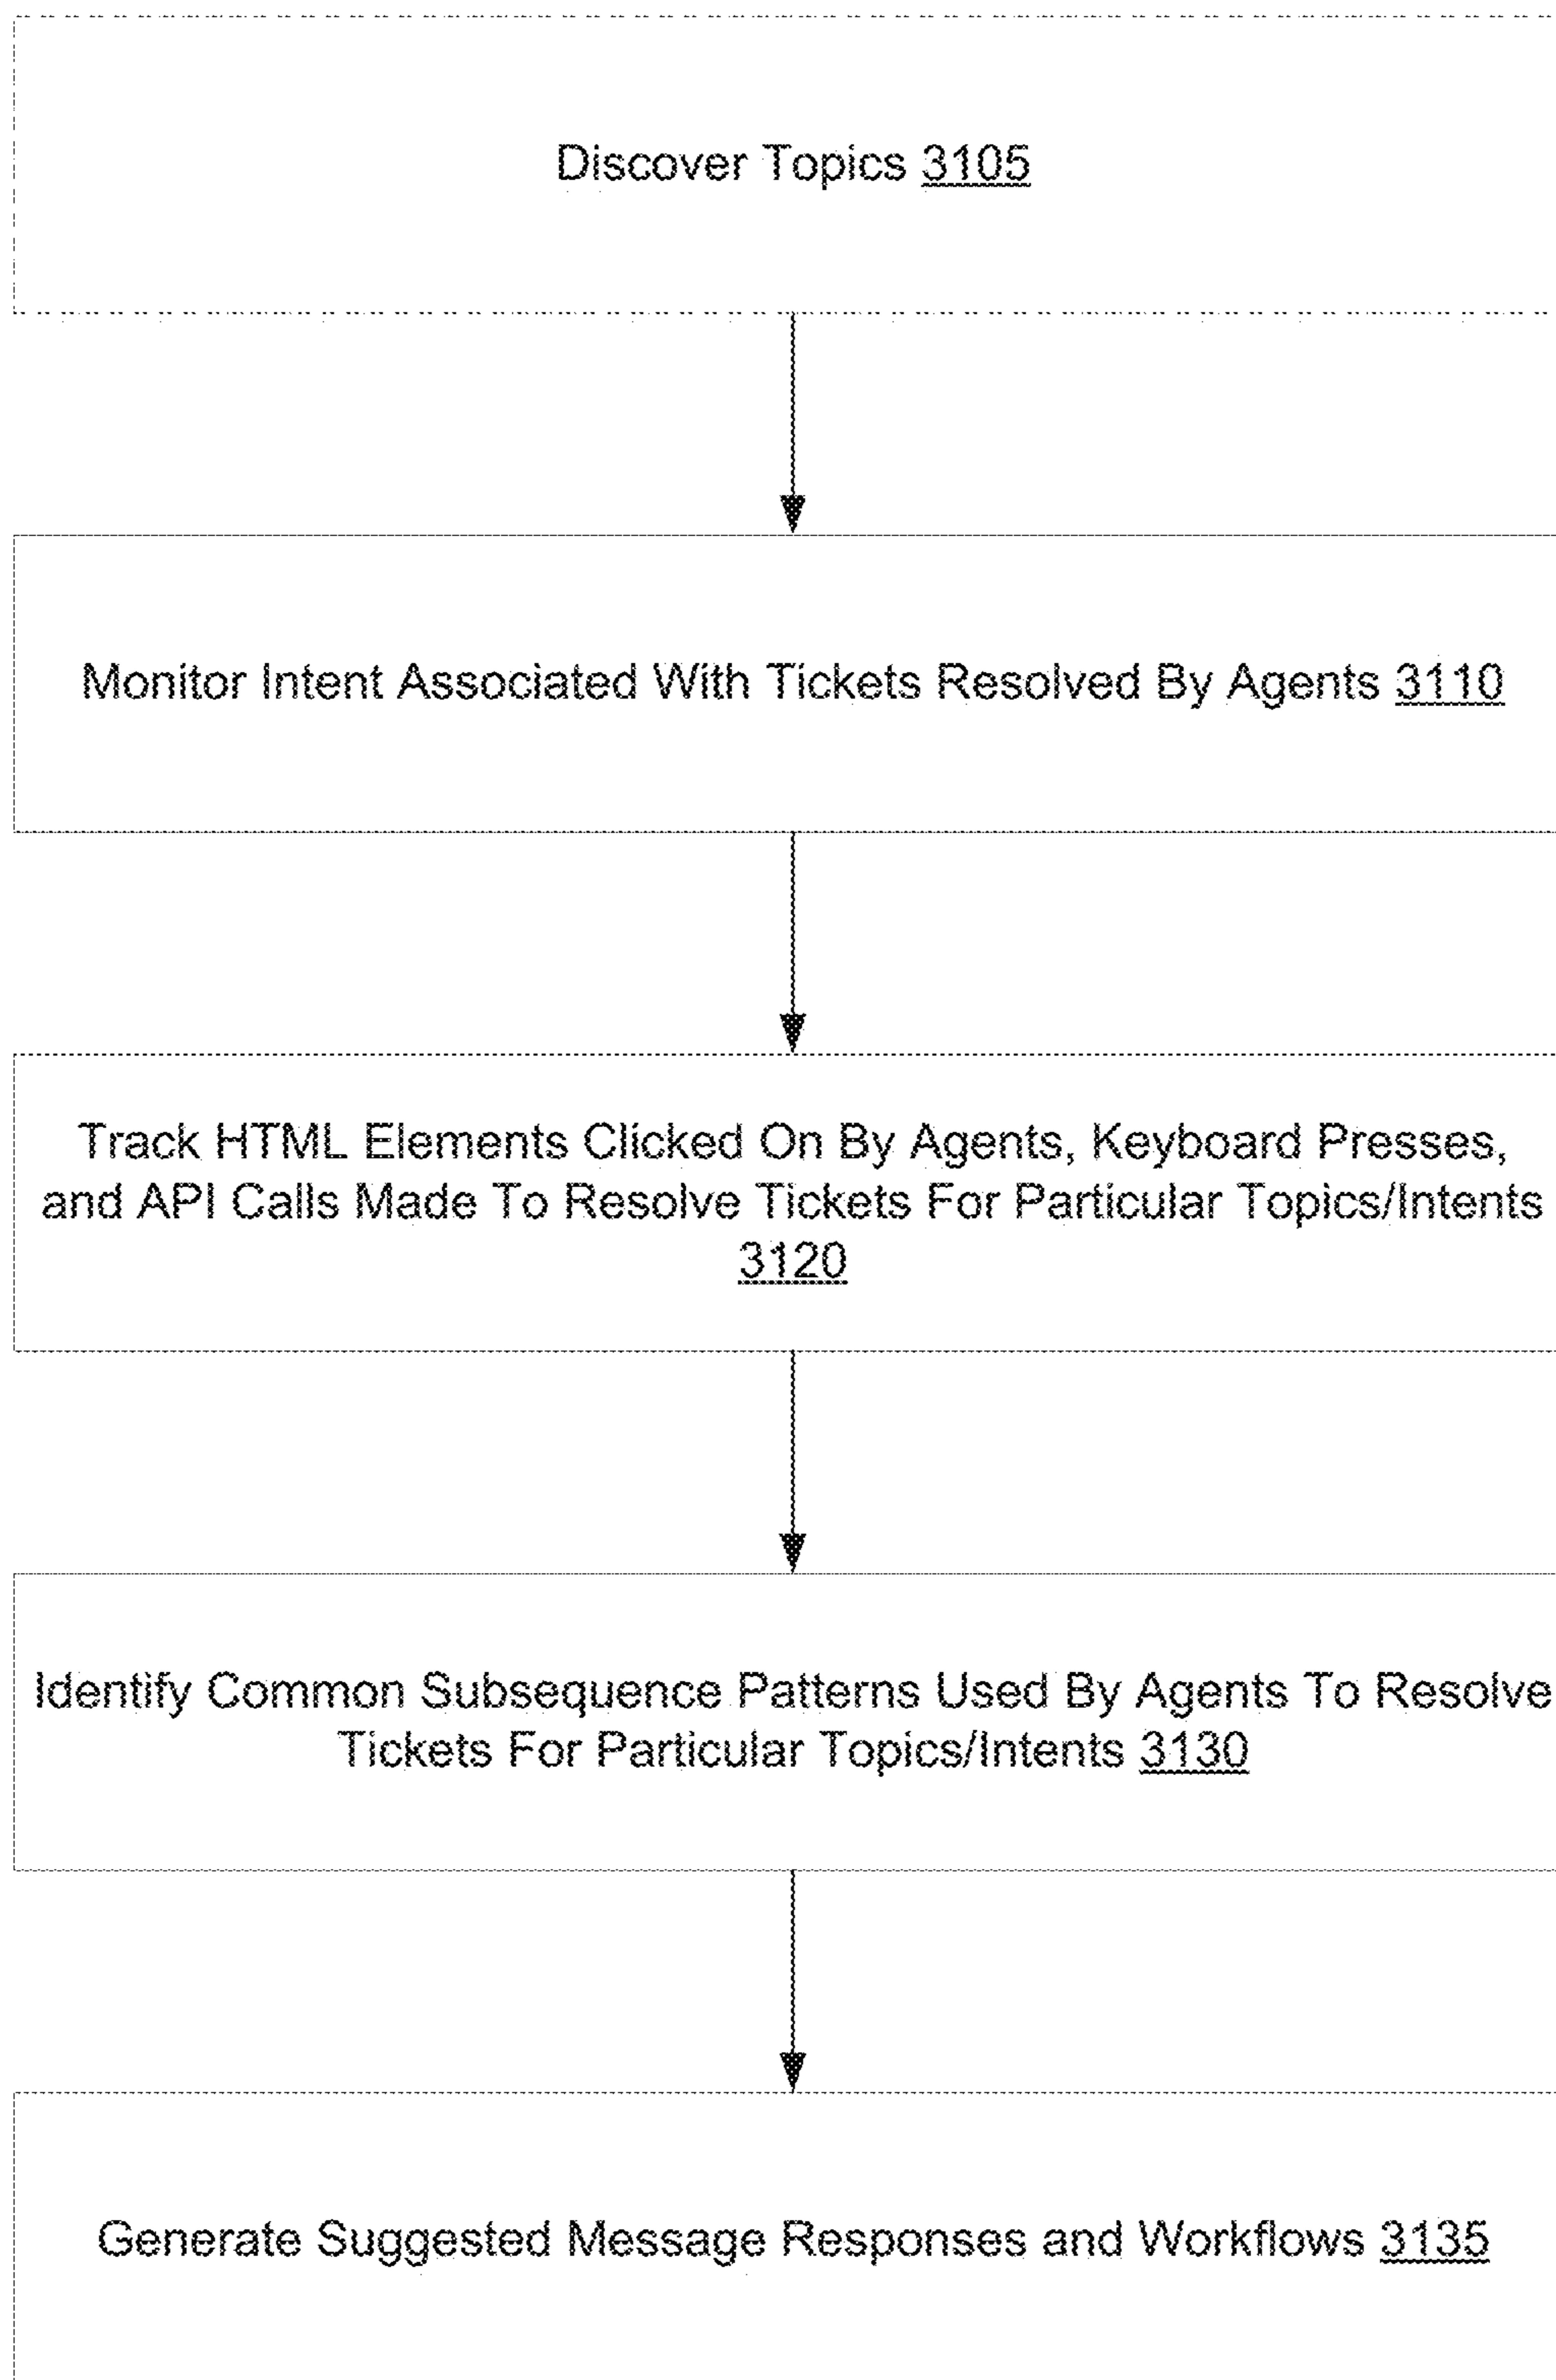 Discover Topics 3105
Monitor Intent Associated With Tickets Resolved By Agents 3110
Track HTML Elements Clicked On By Agents, Keyboard Presses,
and API Calls Made To Resolve Tickets For Particular Topics/Intents
3120
Identify Common Subsequence Patterns Used By Agents To Resolve
Tickets For Particular Topics/Intents 3130
Generate Suggested Message Responses and Workflows 3135